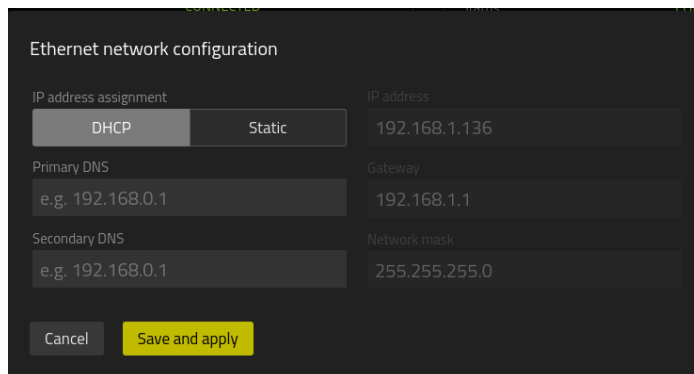 CONNECTED
Ethernet network configuration
IP address assignment
DHCP
Static
Primary DNS
e.g. 192.168.0.1
Secondary DNS
e.g. 192.168.0.1
IP address
192.168.1.136
Gateway
192.168.1.1
Network mask
255.255.255.0
Cancel
Save and apply